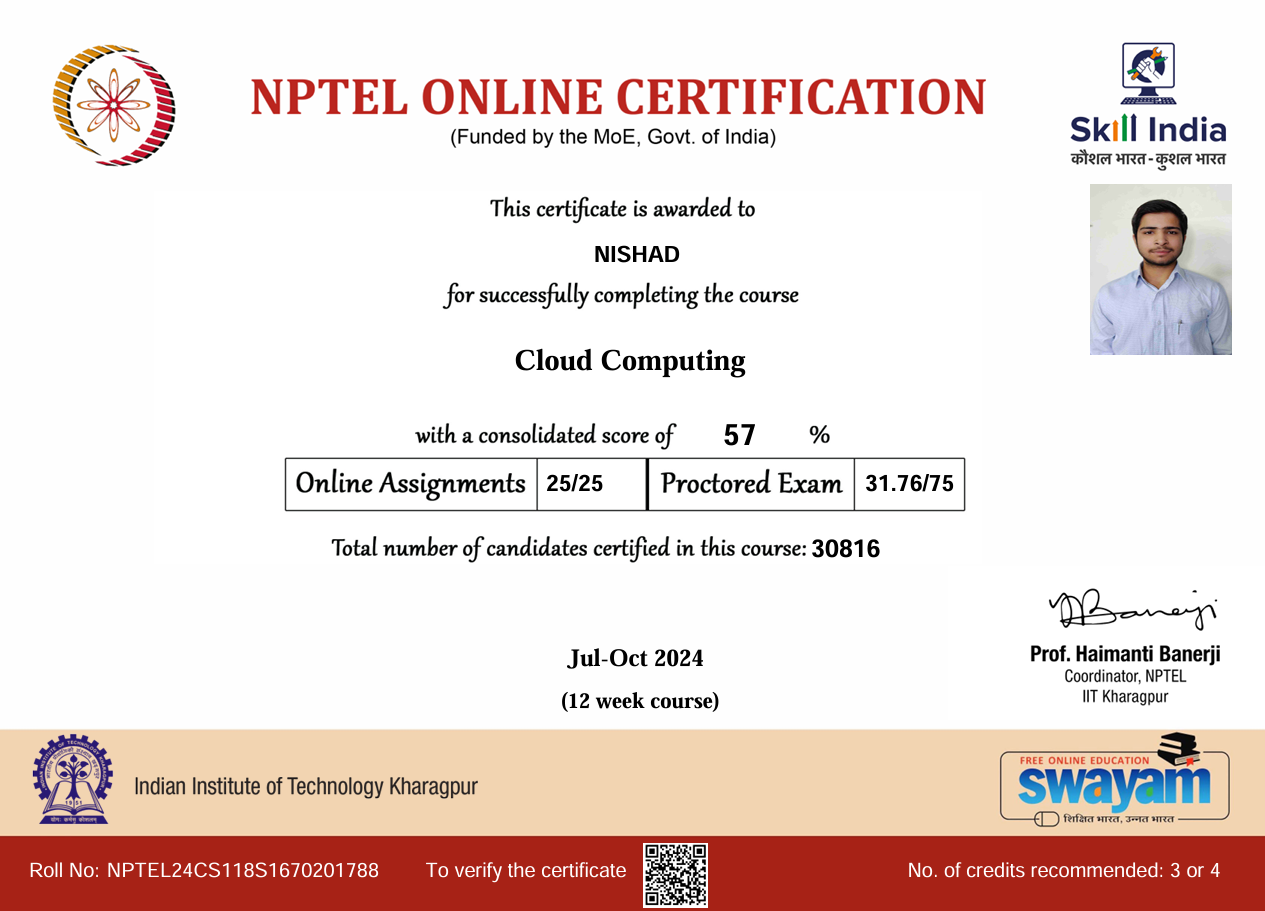 NPTEL ONLINE CERTIFICATION
(Funded by the MoE, Govt. of India)
Skill India
कौशल भारत - कुशल भारत
This certificate is awarded to
NISHAD
for successfully completing the course
Cloud Computing
with a consolidated score of 57 %
Online Assignments 25/25 Proctored Exam 31.76/75
Total number of candidates certified in this course: 30816
Jul-Oct 2024
(12 week course)
Prof. Haimanti Banerji
Coordinator, NPTEL
IIT Kharagpur
Indian Institute of Technology Kharagpur
1951
FREE ONLINE EDUCATION
swayam
शिक्षित भारत, उन्नत भारत
Roll No: NPTEL24CS118S1670201788 To verify the certificate No. of credits recommended: 3 or 4